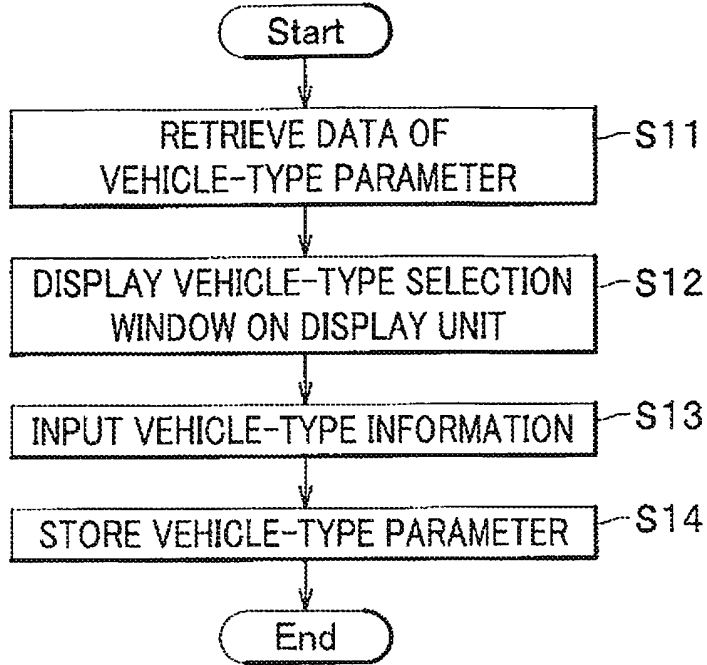 Start
RETRIEVE DATA OF
VEHICLE-TYPE PARAMETER
S11
DISPLAY VEHICLE-TYPE SELECTION
WINDOW ON DISPLAY UNIT
S12
INPUT VEHICLE-TYPE INFORMATION
S13
STORE VEHICLE-TYPE PARAMETER
S14
End